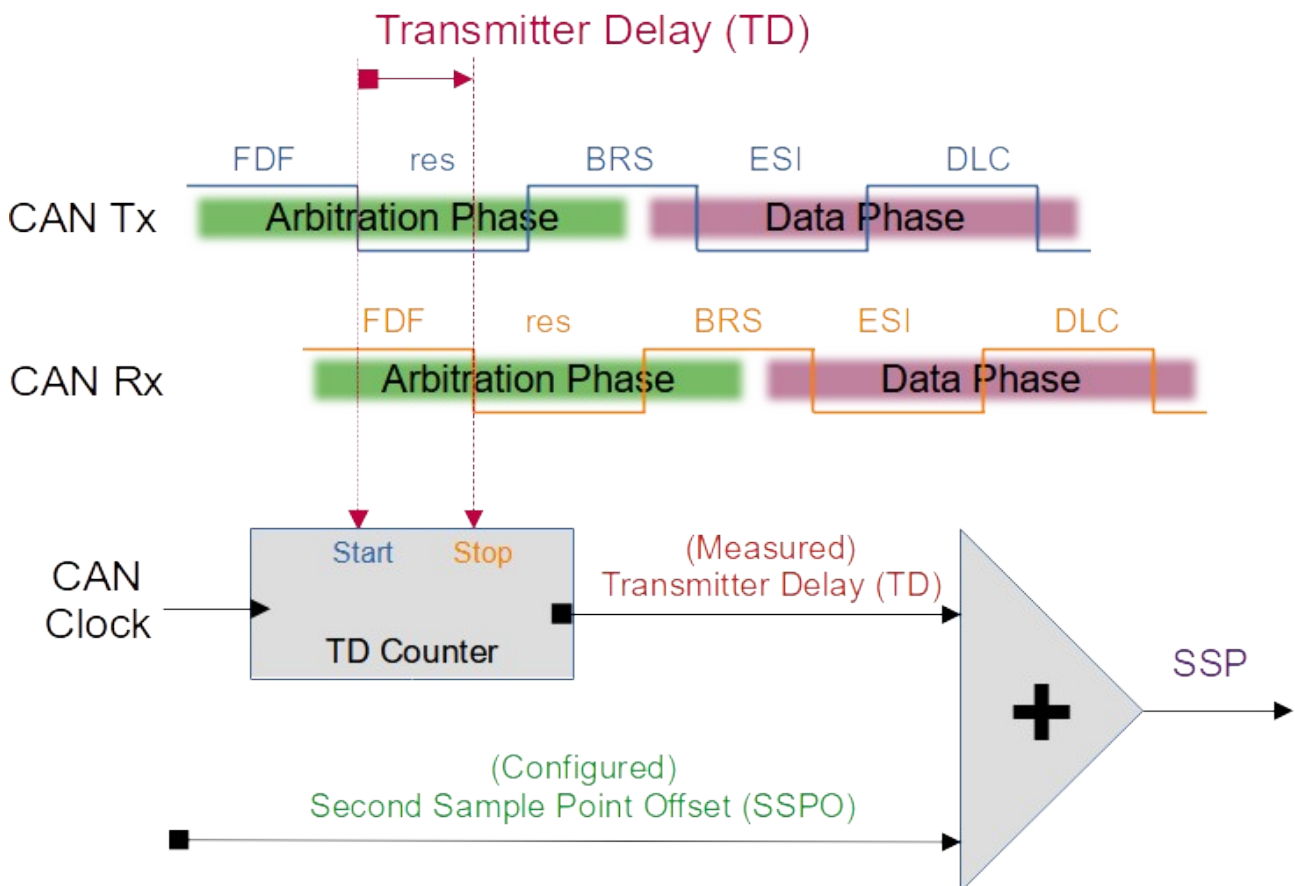 Transmitter Delay (TD)
FDF res BRS ESI DLC
CAN Tx Arbitration Phase Data Phase
FDF res BRS ESI DLC
CAN Rx Arbitration Phase Data Phase
CAN
Clock
Start Stop
TD Counter
(Measured)
Transmitter Delay (TD)
+
SSP
(Configured)
Second Sample Point Offset (SSPO)